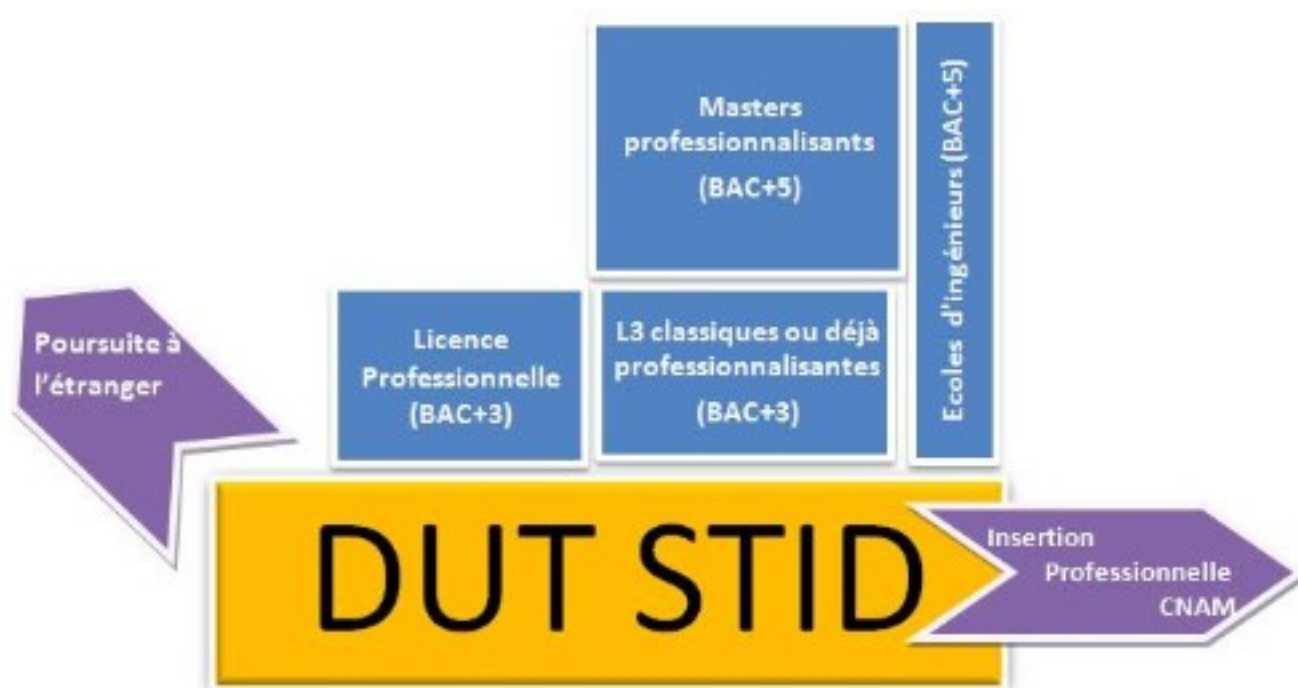 Masters
professionnalisants
(BAC+5)
Ecoles d'ingénieurs (BAC+5)
Poursuite à
l'étranger
Licence
Professionnelle
(BAC+3)
L3 classiques ou déjà
professionnalisantes
(BAC+3)
DUT STID
Insertion
Professionnelle
CNAM